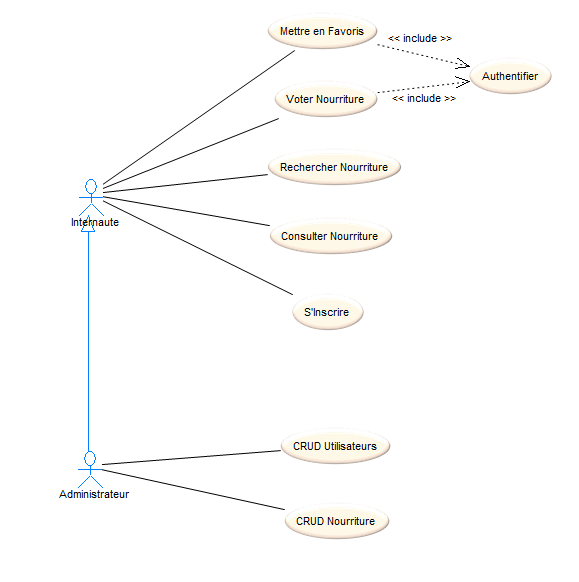 Mettre en Favoris
<< include >>
Authentifier
Voter Nourriture
<< include >>
Rechercher Nourriture
Internaute
Consulter Nourriture
S'Inscrire
CRUD Utilisateurs
Administrateur
CRUD Nourriture